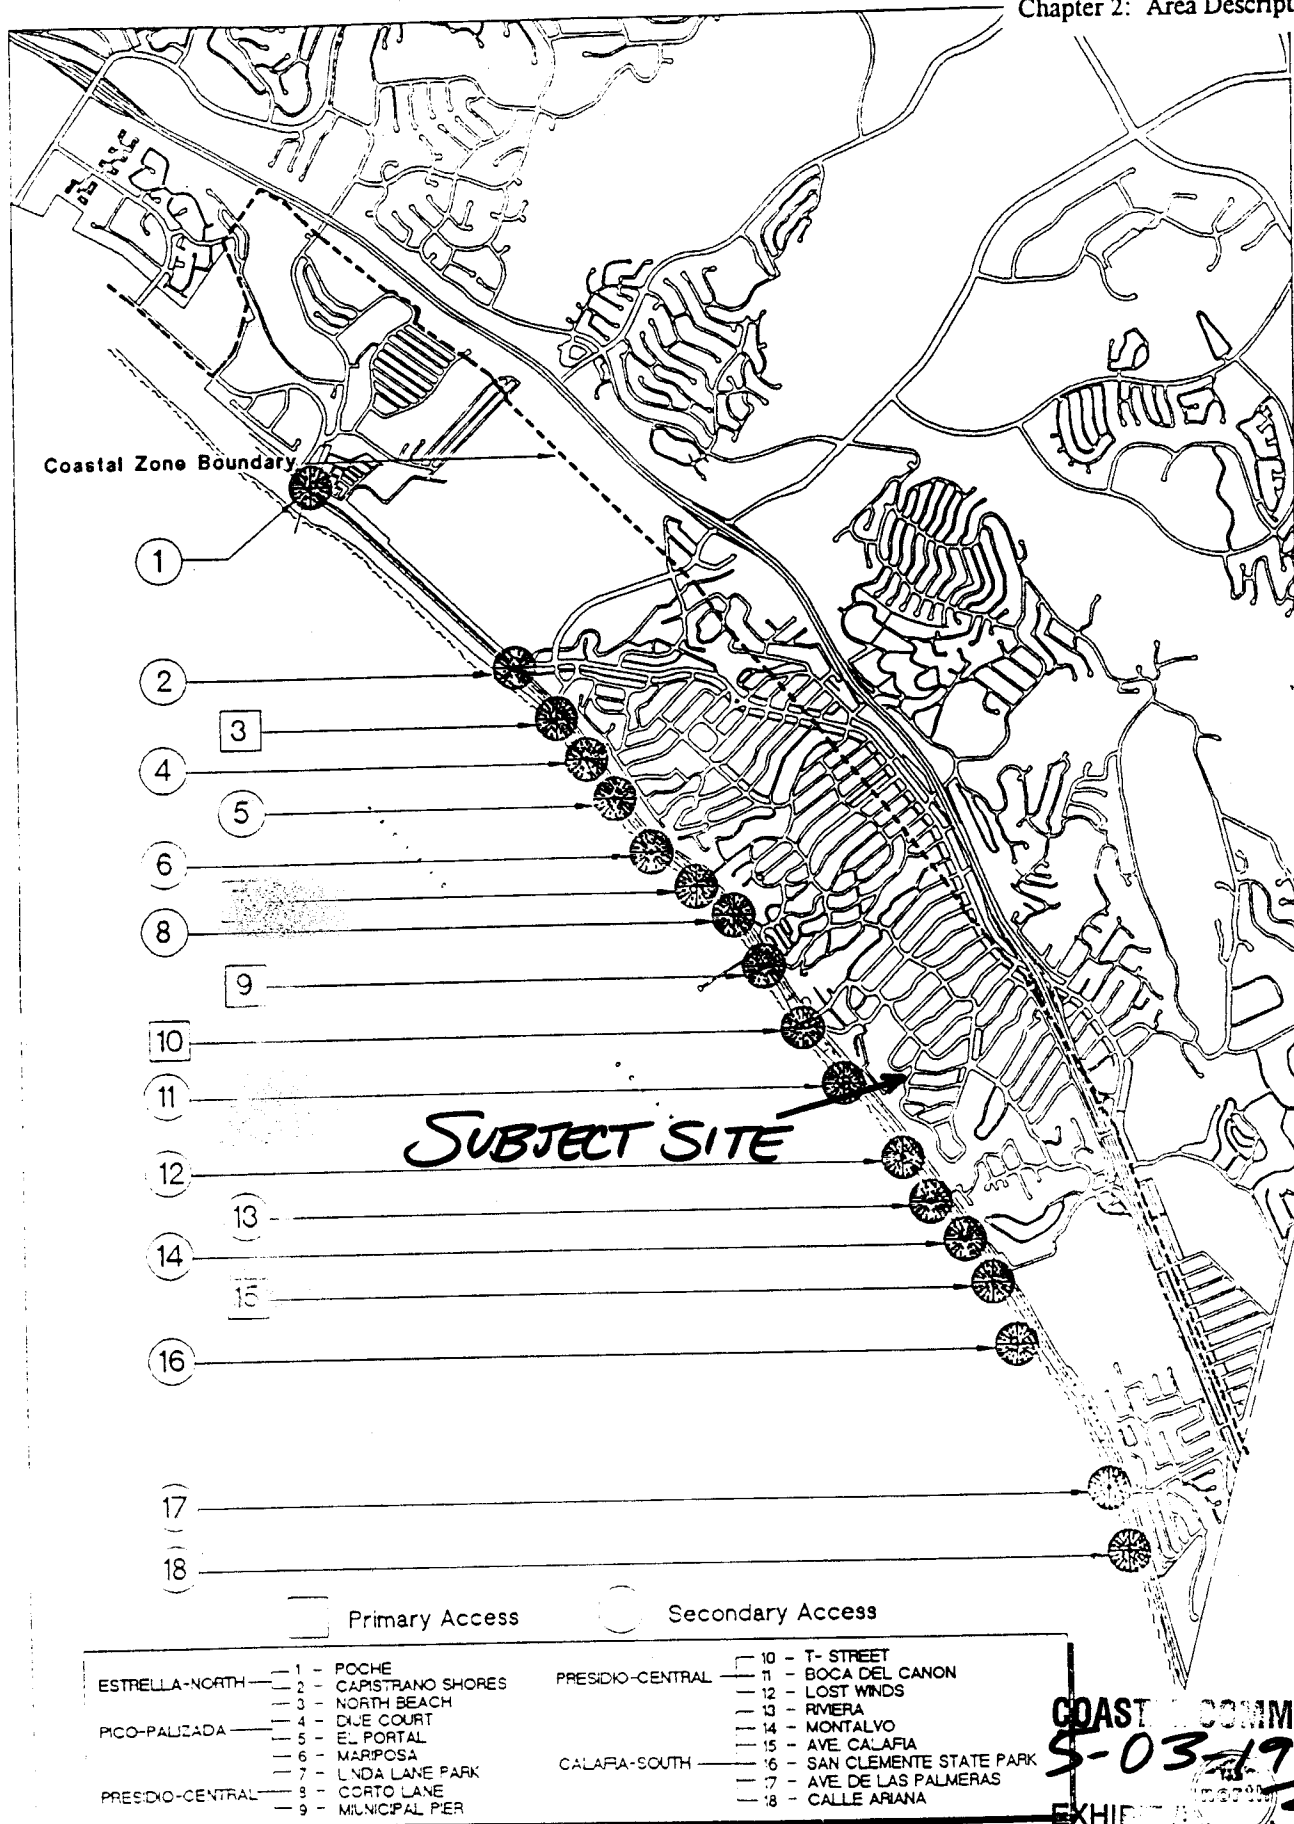 Chapter 2: Area Descript
Coastal Zone Boundary
1
2
3
4
5
6
8
9
10
11
SUBJECT SITE
12
13
14
15
16
17
18
Primary Access
Secondary Access
ESTRELLA-NORTH
1 - POCHE
2 - CAPISTRANO SHORES
3 - NORTH BEACH
PICO-PALIZADA
4 - DIJE COURT
5 - EL PORTAL
6 - MARIPOSA
7 - LINDA LANE PARK
PRESIDIO-CENTRAL
8 - CORTO LANE
9 - MUNICIPAL PIER
PRESIDIO-CENTRAL
10 - T-STREET
11 - BOCA DEL CANON
12 - LOST WINDS
13 - RIVIERA
14 - MONTALVO
15 - AVE. CALAFIA
CALAFIA-SOUTH
16 - SAN CLEMENTE STATE PARK
17 - AVE. DE LAS PALMERAS
18 - CALLE ARIANA
COASTAL COMM
5-03-19
north
EXHIBIT